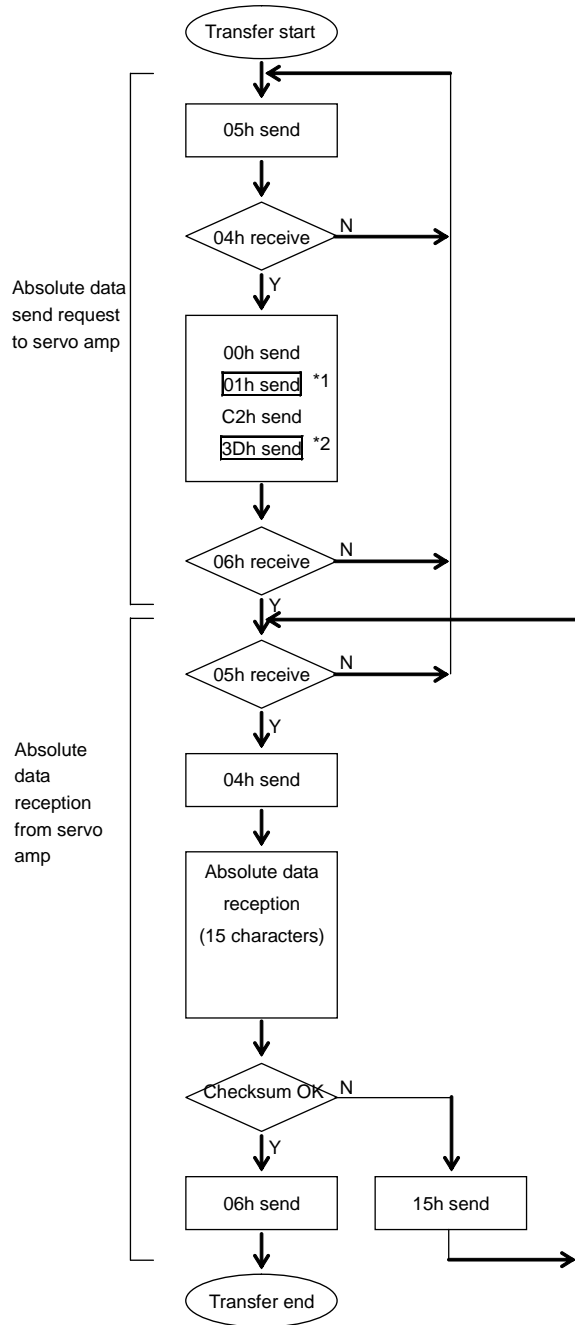 Transfer start
05h send
04h receive
N
Y
Absolute data
send request
to servo amp
00h send
01h send *1
C2h send
3Dh send *2
06h receive
N
Y
05h receive
N
Y
Absolute
data
reception
from servo
amp
04h send
Absolute data
reception
(15 characters)
Checksum OK
N
Y
06h send
15h send
Transfer end